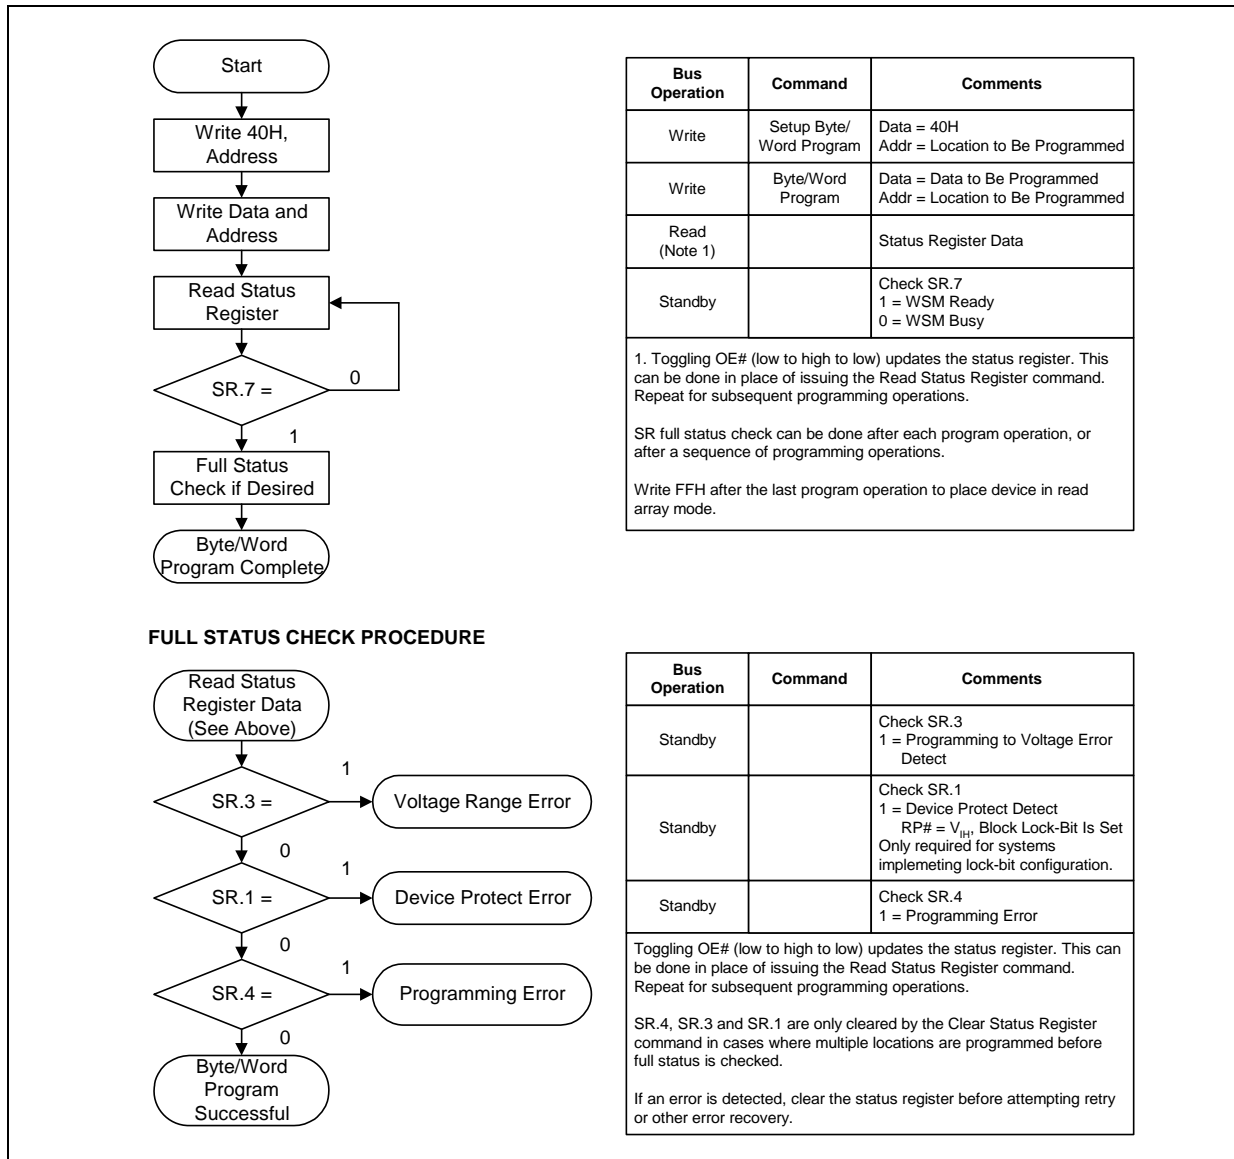 Start
Write 40H,
Address
Write Data and
Address
Read Status
Register
SR.7 =
0
1
Full Status
Check if Desired
Byte/Word
Program Complete
Bus
Operation
Command
Comments
Write
Setup Byte/
Word Program
Data = 40H
Addr = Location to Be Programmed
Write
Byte/Word
Program
Data = Data to Be Programmed
Addr = Location to Be Programmed
Read
(Note 1)
Status Register Data
Standby
Check SR.7
1 = WSM Ready
0 = WSM Busy
1. Toggling OE# (low to high to low) updates the status register. This
can be done in place of issuing the Read Status Register command.
Repeat for subsequent programming operations.
SR full status check can be done after each program operation, or
after a sequence of programming operations.
Write FFH after the last program operation to place device in read
array mode.
FULL STATUS CHECK PROCEDURE
Read Status
Register Data
(See Above)
SR.3 =
1
Voltage Range Error
0
SR.1 =
1
Device Protect Error
0
SR.4 =
1
Programming Error
0
Byte/Word
Program
Successful
Bus
Operation
Command
Comments
Standby
Check SR.3
1 = Programming to Voltage Error
Detect
Standby
Check SR.1
1 = Device Protect Detect
RP# = VIH, Block Lock-Bit Is Set
Only required for systems
implemeting lock-bit configuration.
Standby
Check SR.4
1 = Programming Error
Toggling OE# (low to high to low) updates the status register. This can
be done in place of issuing the Read Status Register command.
Repeat for subsequent programming operations.
SR.4, SR.3 and SR.1 are only cleared by the Clear Status Register
command in cases where multiple locations are programmed before
full status is checked.
If an error is detected, clear the status register before attempting retry
or other error recovery.